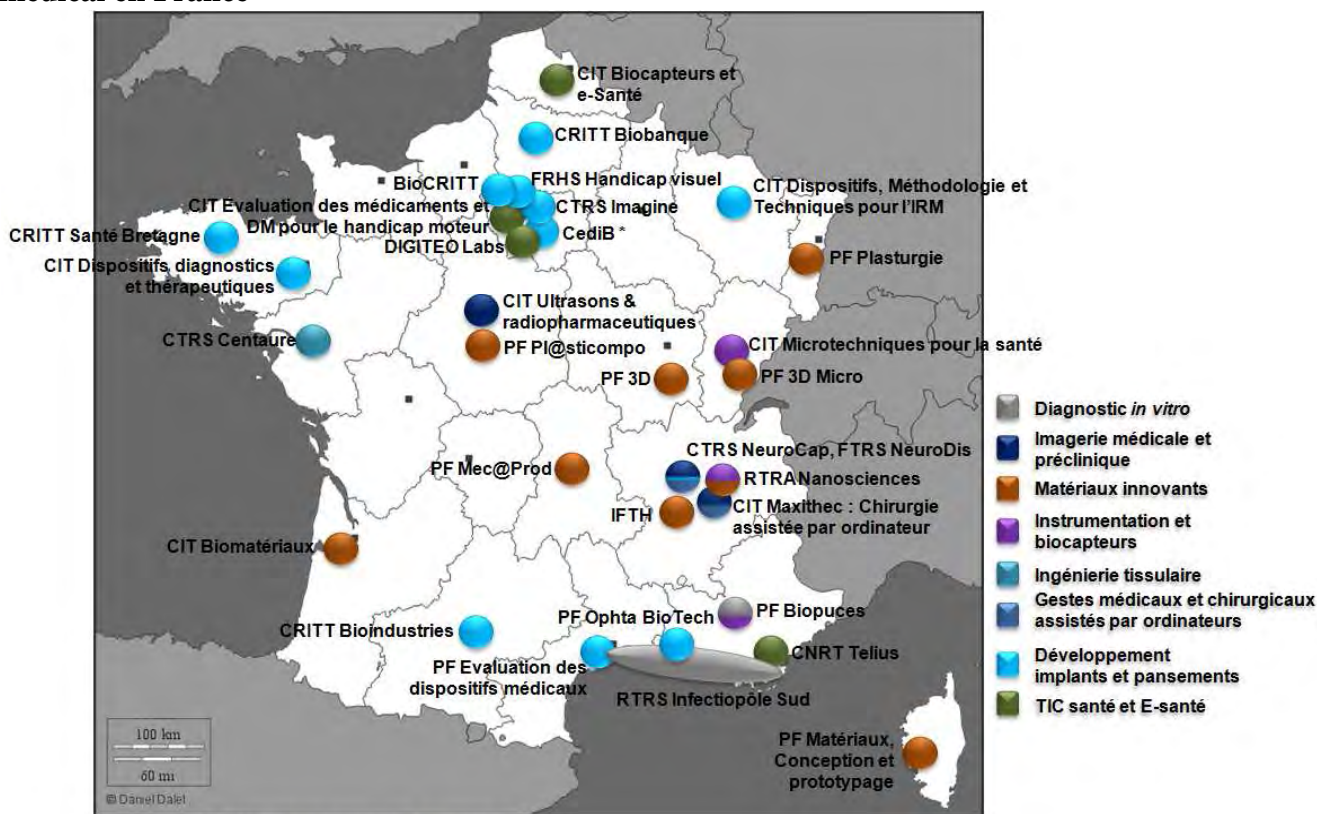 CIT Biocapteurs et
e-Santé
CRITT Biobanque
BioCRITT
FRHS Handicap visuel
CIT Evaluation des médicaments et
DM pour le handicap moteur
CTRS Imagine
CediB *
DIGITEO Labs
CIT Dispositifs, Méthodologie et
Techniques pour l'IRM
CRITT Santé Bretagne
CIT Dispositifs diagnostics
et thérapeutiques
PF Plasturgie
CIT Ultrasons &
radiopharmaceutiques
CTRS Centaure
PF Pl@sticompo
CIT Microtechniques pour la santé
PF 3D
PF 3D Micro
CTRS NeuroCap, FTRS NeuroDis
PF Mec@Prod
RTRA Nanosciences
IFTH
CIT Maxithec : Chirurgie
assistée par ordinateur
CIT Biomatériaux
PF Ophta BioTech
PF Biopuces
CRITT Bioindustries
CNRT Telius
PF Evaluation des
dispositifs médicaux
RTRS Infectiopôle Sud
PF Matériaux,
Conception et
prototypage
100 km
60 mi
© Daniel Dalet
Diagnostic in vitro
Imagerie médicale et
préclinique
Matériaux innovants
Instrumentation et
biocapteurs
Ingénierie tissulaire
Gestes médicaux et chirurgicaux
assistés par ordinateurs
Développement
implants et pansements
TIC santé et E-santé